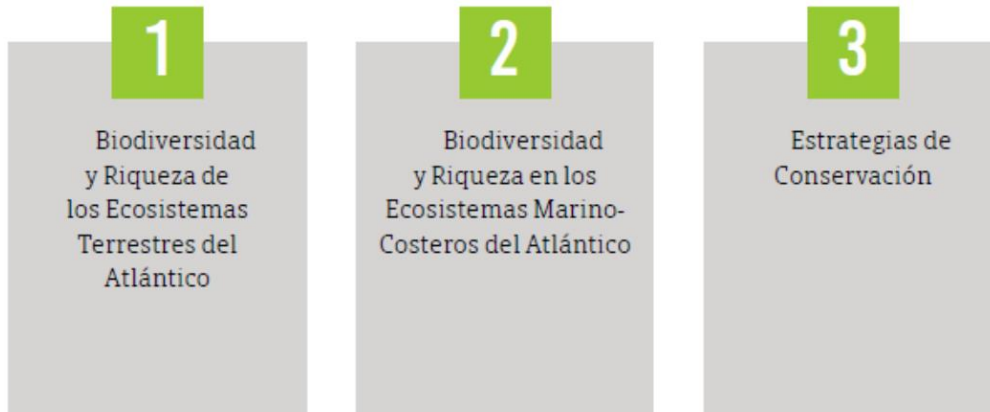 1
Biodiversidad
y Riqueza de
los Ecosistemas
Terrestres del
Atlántico
2
Biodiversidad
y Riqueza en los
Ecosistemas Marino-
Costeros del Atlántico
3
Estrategias de
Conservación